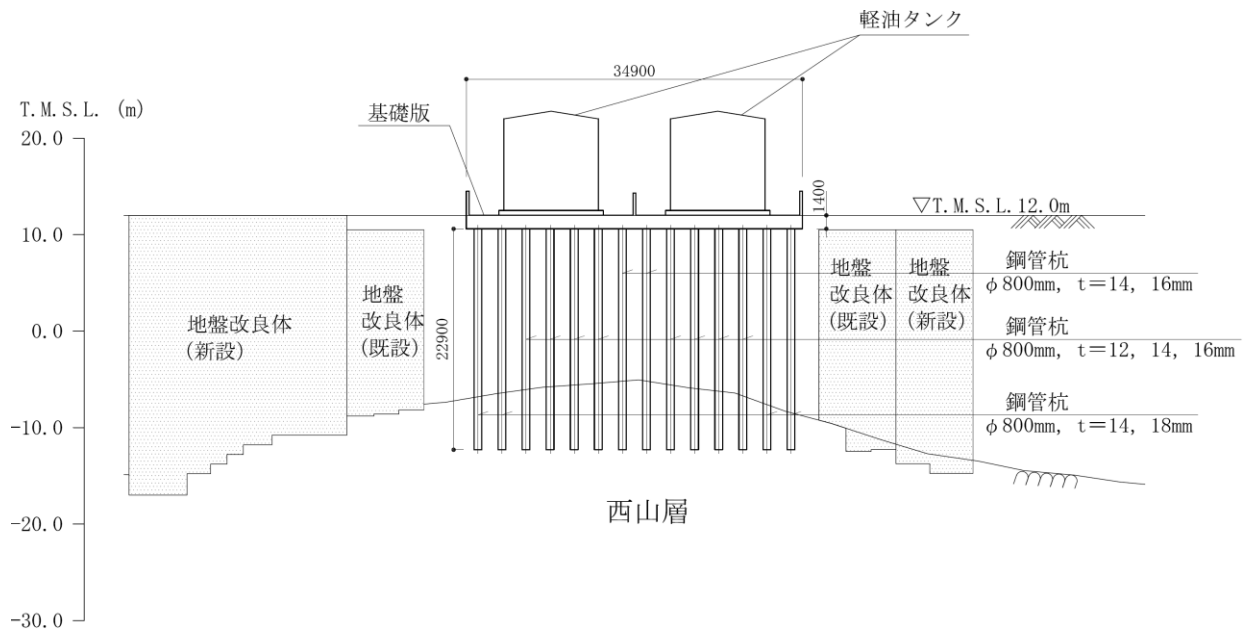 軽油タンク
34900
T.M.S.L. (m)
基礎版
20.0
1400
▽T.M.S.L.12.0m
10.0
鋼管杭
φ800mm, t=14, 16mm
地盤
改良体
(既設)
地盤
改良体
(新設)
地盤
改良体
(既設)
地盤改良体
(新設)
0.0
22900
鋼管杭
φ800mm, t=12, 14, 16mm
鋼管杭
φ800mm, t=14, 18mm
-10.0
西山層
-20.0
-30.0